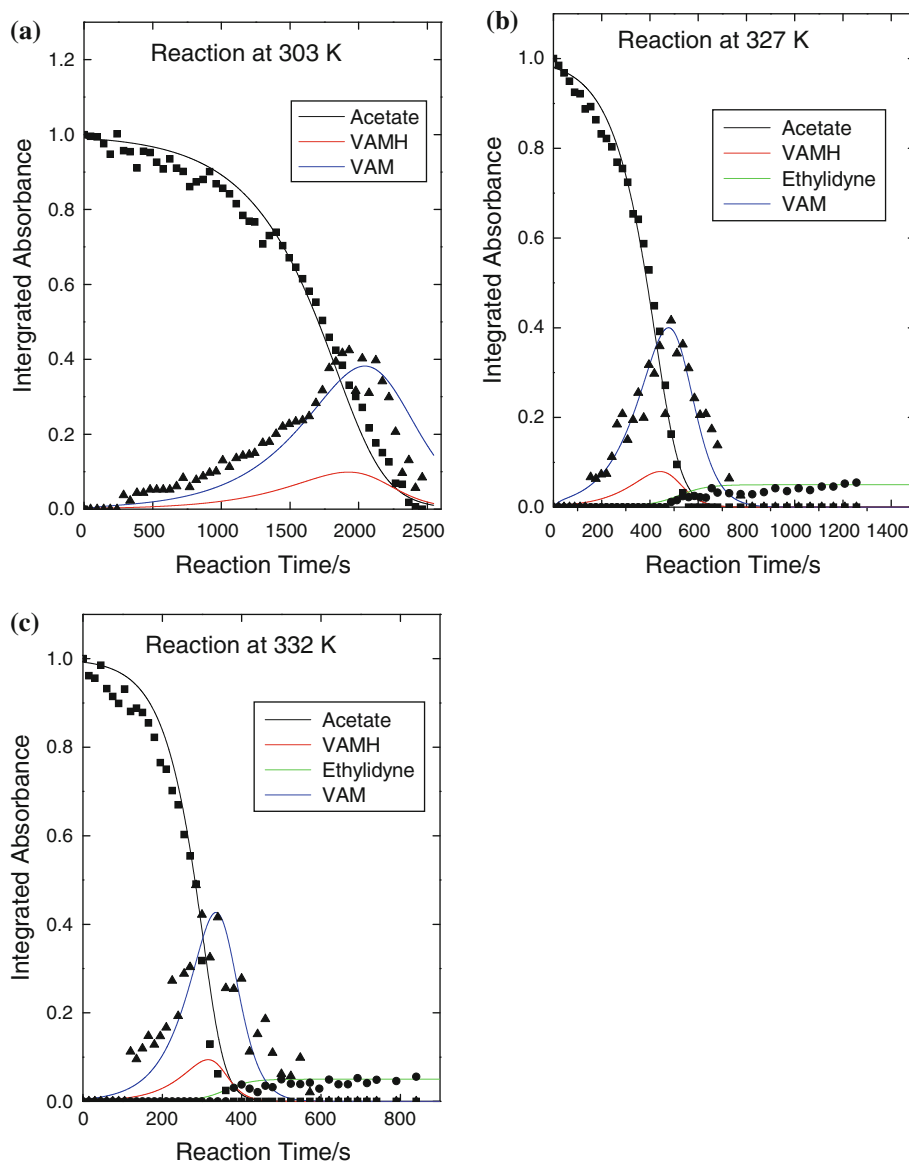 (a)
Reaction at 303 K
Acetate
VAMH
VAM
Intergrated Absorbance
1.2
1.0
0.8
0.6
0.4
0.2
0.0
0 500 1000 1500 2000 2500
Reaction Time/s
(b)
Reaction at 327 K
Acetate
VAMH
Ethylidyne
VAM
Integrated Absorbance
1.0
0.8
0.6
0.4
0.2
0.0
0 200 400 600 800 1000 1200 1400
Reaction Time/s
(c)
Reaction at 332 K
Acetate
VAMH
Ethylidyne
VAM
Integrated Absorbance
1.0
0.8
0.6
0.4
0.2
0.0
0 200 400 600 800
Reaction Time/s